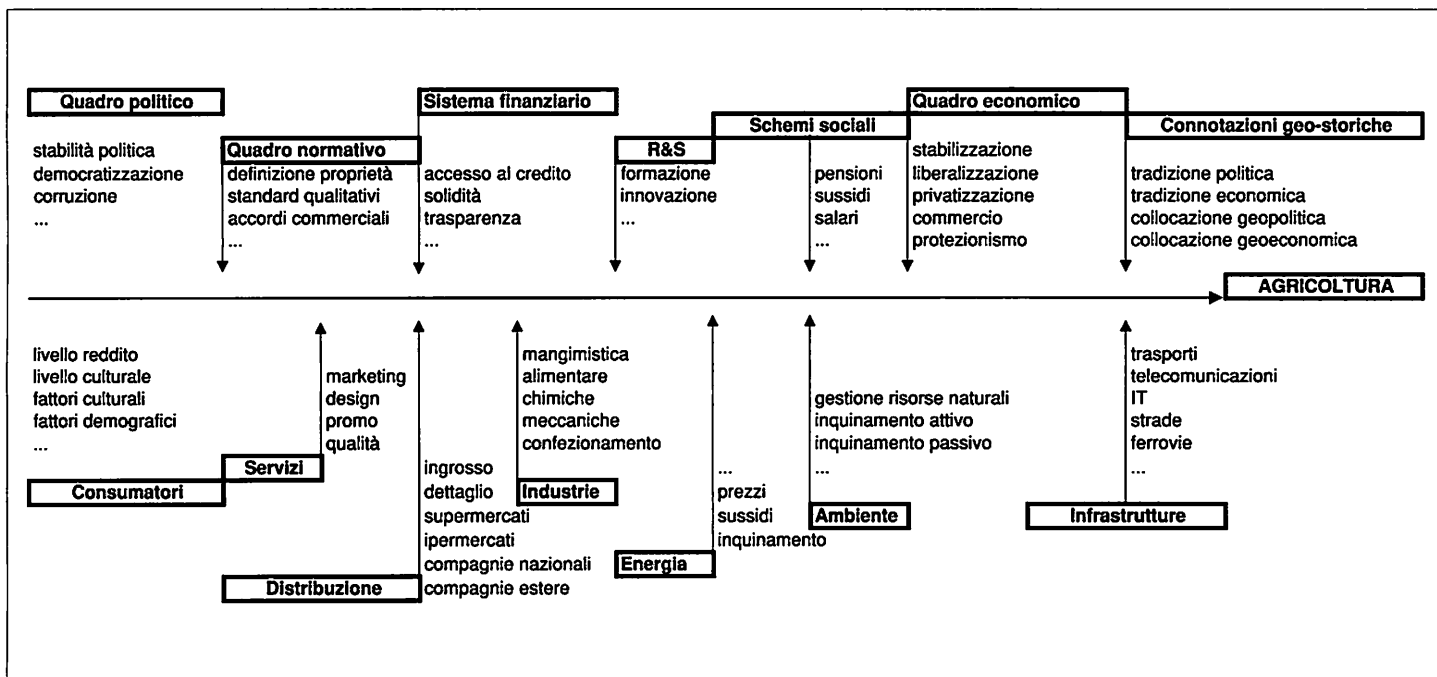 Quadro politico
stabilità politica
democratizzazione
corruzione
...
Quadro normativo
definizione proprietà
standard qualitativi
accordi commerciali
...
Sistema finanziario
accesso al credito
solidità
trasparenza
...
R&S
formazione
innovazione
...
Schemi sociali
pensioni
sussidi
salari
...
Quadro economico
stabilizzazione
liberalizzazione
privatizzazione
commercio
protezionismo
Connotazioni geo-storiche
tradizione politica
tradizione economica
collocazione geopolitica
collocazione geoeconomica
AGRICOLTURA
livello reddito
livello culturale
fattori culturali
fattori demografici
...
Consumatori
marketing
design
promo
qualità
Servizi
ingrosso
dettaglio
supermercati
ipermercati
compagnie nazionali
compagnie estere
Distribuzione
mangimistica
alimentare
chimiche
meccaniche
confezionamento
Industrie
...
prezzi
sussidi
inquinamento
Energia
gestione risorse naturali
inquinamento attivo
inquinamento passivo
...
Ambiente
trasporti
telecomunicazioni
IT
strade
ferrovie
...
Infrastrutture